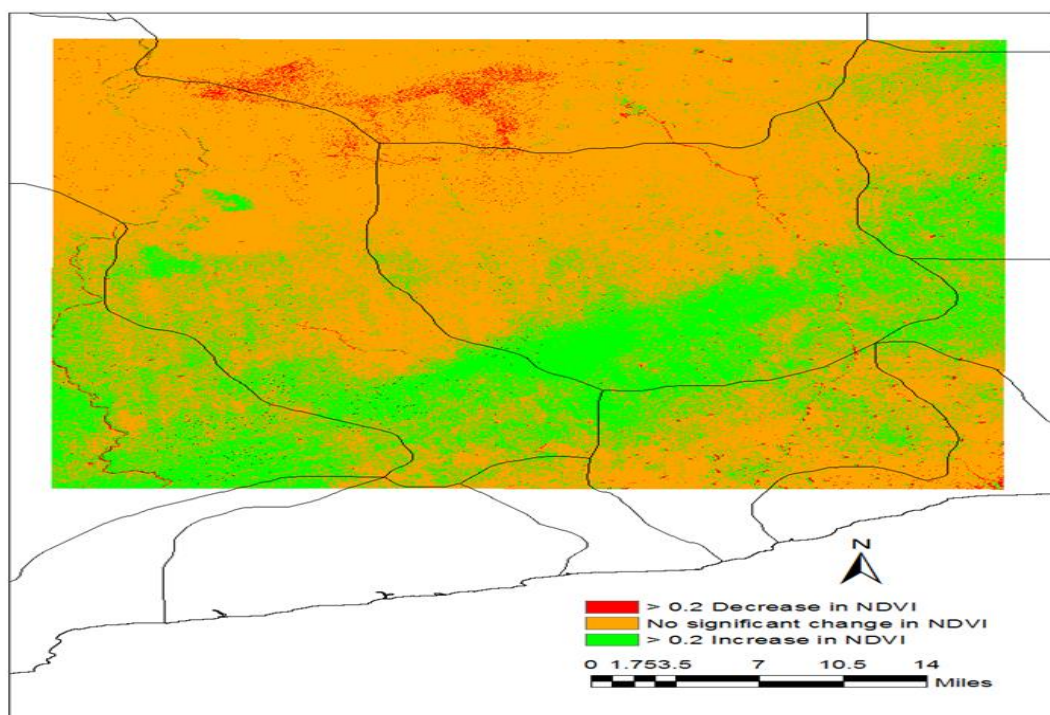 N
> 0.2 Decrease in NDVI
No significant change in NDVI
> 0.2 Increase in NDVI
0 1.753.5 7 10.5 14
Miles